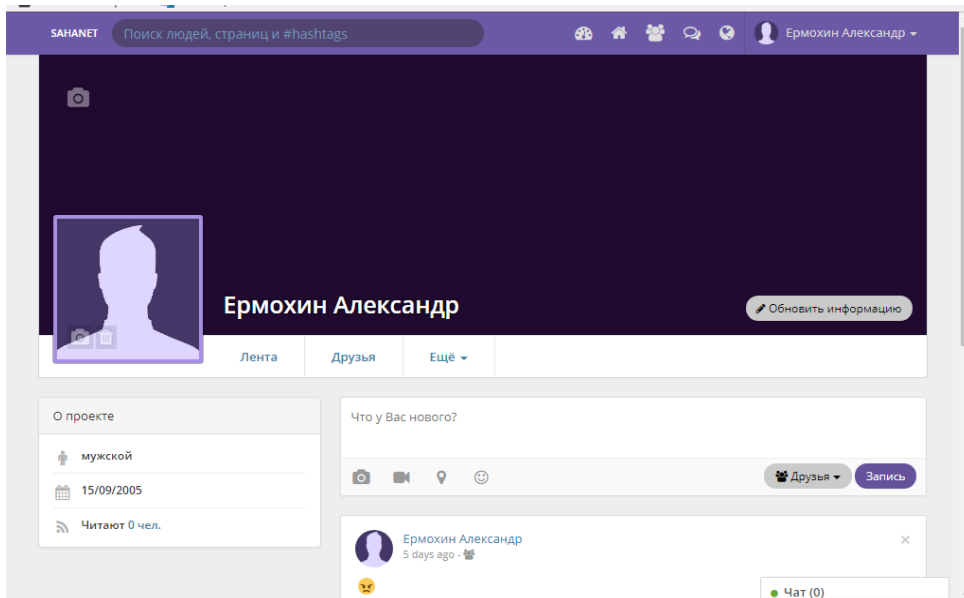 SAHANET Поиск людей, страниц и #hashtags Ермохин Александр
Ермохин Александр
Обновить информацию
Лента Друзья Ещё
О проекте
мужской
15/09/2005
Читают 0 чел.
Что у Вас нового?
Друзья Запись
Ермохин Александр
5 days ago -
Чат (0)